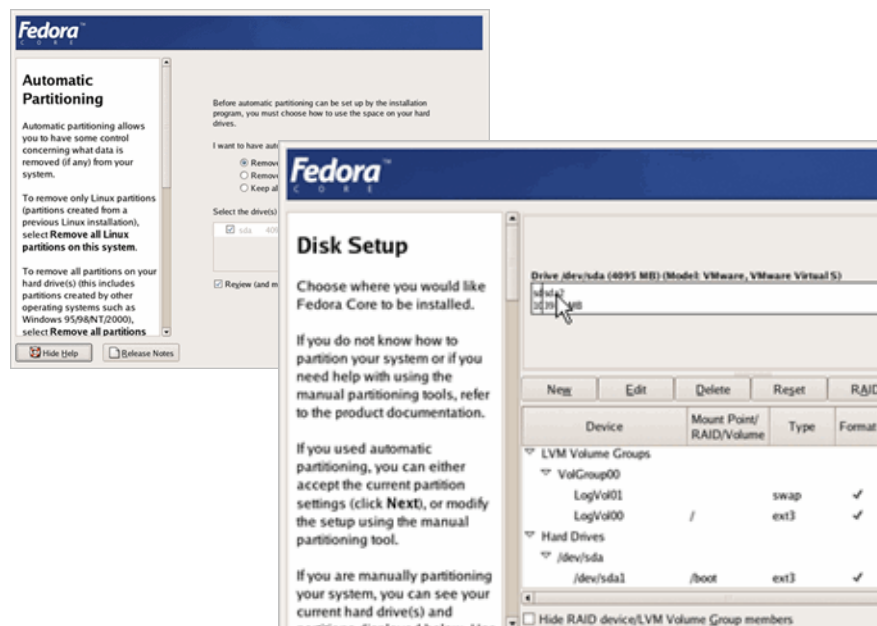 Fedora™
CORE
Automatic
Partitioning
Automatic partitioning allows
you to have some control
concerning what data is
removed (if any) from your
system.
To remove only Linux partitions
(partitions created from a
previous Linux installation),
select Remove all Linux
partitions on this system.
To remove all partitions on your
hard drive(s) (this includes
partitions created by other
operating systems such as
Windows 95/98/NT/2000),
select Remove all partitions
Hide Help
Release Notes
Before automatic partitioning can be set up by the installation
program, you must choose how to use the space on your hard
drives.
I want to have
Remove
Keep
Select the drive(s)
sda
Review (and
Fedora™
CORE
Disk Setup
Choose where you would like
Fedora Core to be installed.
If you do not know how to
partition your system or if you
need help with using the
manual partitioning tools, refer
to the product documentation.
If you used automatic
partitioning, you can either
accept the current partition
settings (click Next), or modify
the setup using the manual
partitioning tool.
If you are manually partitioning
your system, you can see your
current hard drive(s) and
Drive /dev/sda (4095 MB) (Model: VMware, VMware Virtual S)
MB
New Edit Delete Reset RAID
Device Mount Point/ RAID/Volume Type Format
LVM Volume Groups
VolGroup00
LogVol01 swap ✓
LogVol00 / ext3 ✓
Hard Drives
/dev/sda
/dev/sda1 /boot ext3 ✓
Hide RAID device/LVM Volume Group members